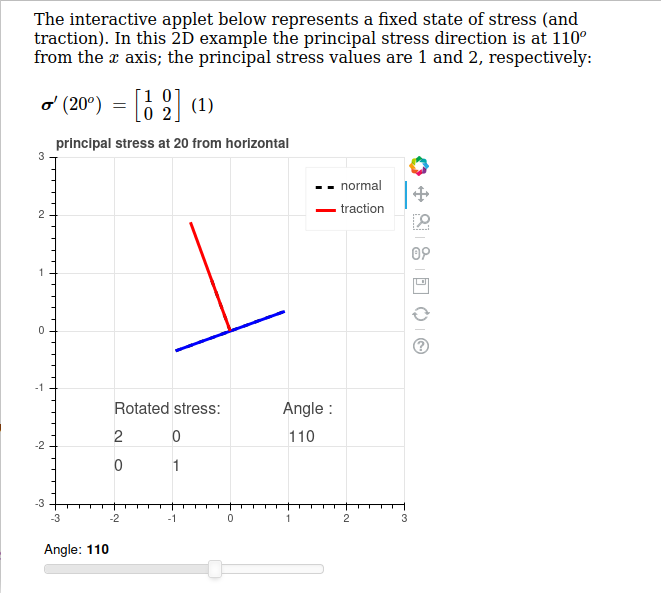 The interactive applet below represents a fixed state of stress (and
traction). In this 2D example the principal stress direction is at 110⁰
from the x axis; the principal stress values are 1 and 2, respectively:
σ′ (20⁰) = [1 0
0 2] (1)
principal stress at 20 from horizontal
3
2
1
0
-1
-2
-3
normal
traction
Rotated stress: Angle :
2 0 110
0 1
-3 -2 -1 0 1 2 3
Angle: 110